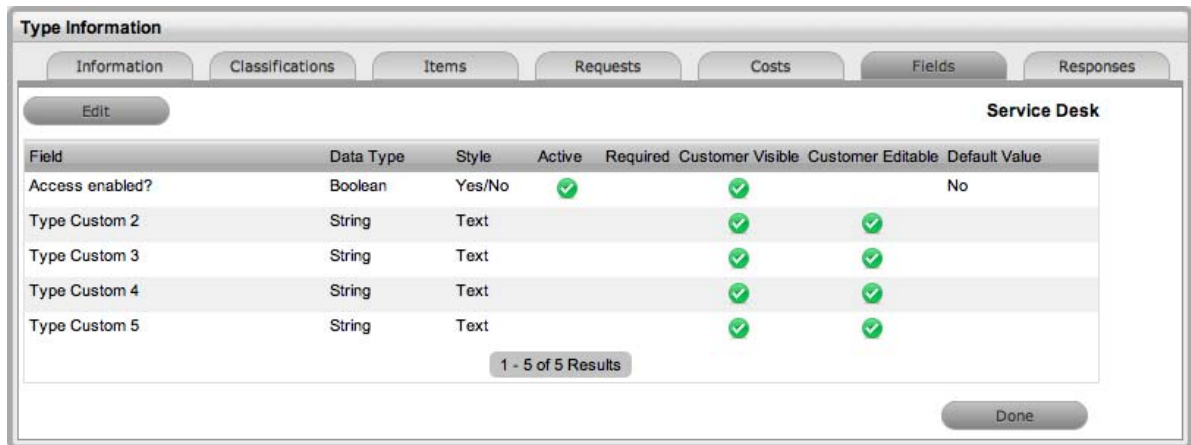 Type Information
Information Classifications Items Requests Costs Fields Responses
Edit Service Desk
Field Data Type Style Active Required Customer Visible Customer Editable Default Value
Access enabled? Boolean Yes/No No
Type Custom 2 String Text
Type Custom 3 String Text
Type Custom 4 String Text
Type Custom 5 String Text
1 - 5 of 5 Results
Done